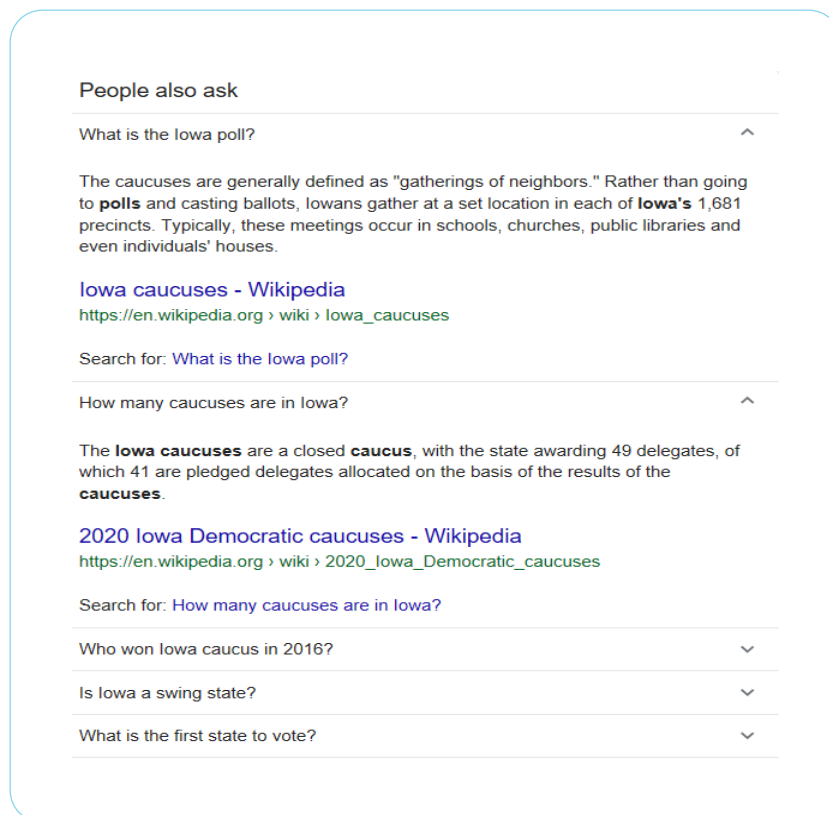 People also ask
What is the Iowa poll?
The caucuses are generally defined as "gatherings of neighbors." Rather than going
to polls and casting ballots, Iowans gather at a set location in each of Iowa's 1,681
precincts. Typically, these meetings occur in schools, churches, public libraries and
even individuals' houses.
Iowa caucuses - Wikipedia
https://en.wikipedia.org › wiki › Iowa_caucuses
Search for: What is the Iowa poll?
How many caucuses are in Iowa?
The Iowa caucuses are a closed caucus, with the state awarding 49 delegates, of
which 41 are pledged delegates allocated on the basis of the results of the
caucuses.
2020 Iowa Democratic caucuses - Wikipedia
https://en.wikipedia.org › wiki › 2020_Iowa_Democratic_caucuses
Search for: How many caucuses are in Iowa?
Who won Iowa caucus in 2016?
Is Iowa a swing state?
What is the first state to vote?